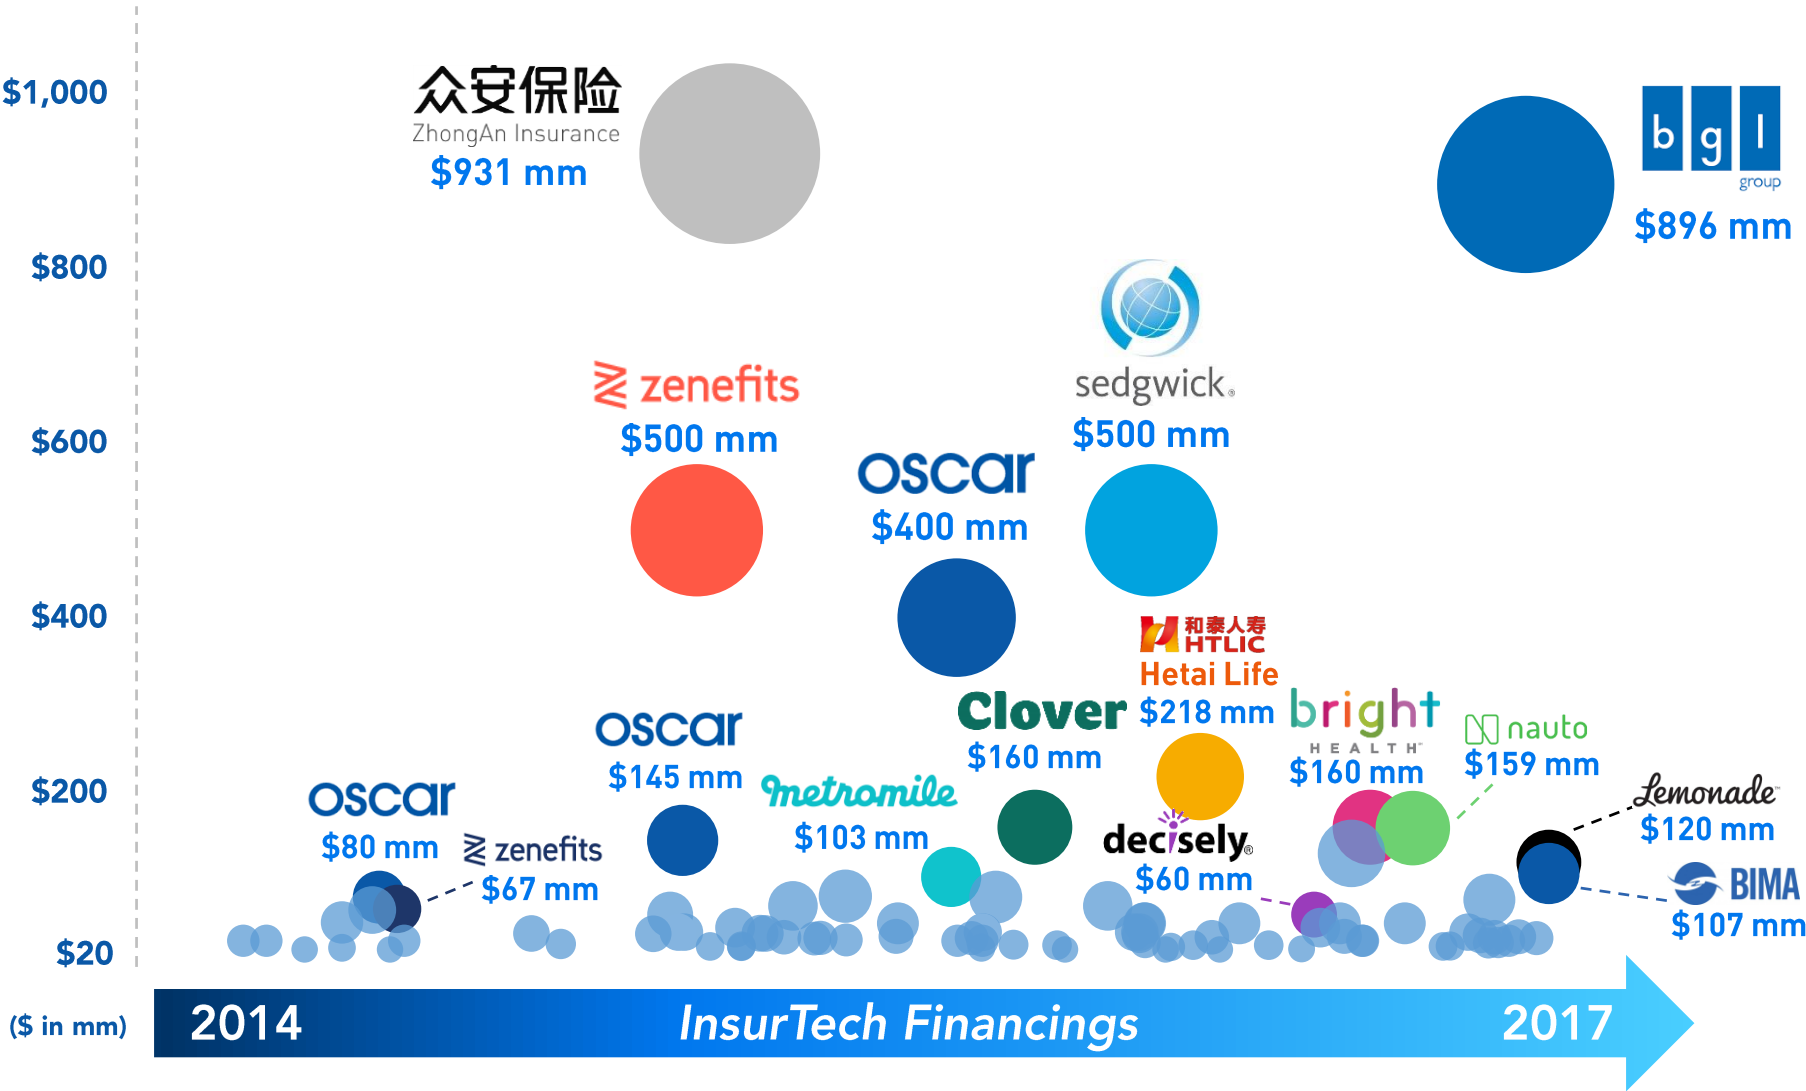 $1,000
$800
$600
$400
$200
$20
($ in mm)
众安保险
ZhongAn Insurance
$931 mm
b g l
group
$896 mm
zenefits
$500 mm
sedgwick®
$500 mm
oscar
$400 mm
和泰人寿
HTLIC
Hetai Life
$218 mm
Clover
$160 mm
bright
HEALTH™
$160 mm
nauto
$159 mm
oscar
$145 mm
metromile
$103 mm
oscar
$80 mm
zenefits
$67 mm
decisely®
$60 mm
Lemonade™
$120 mm
BIMA
$107 mm
2014 InsurTech Financings 2017